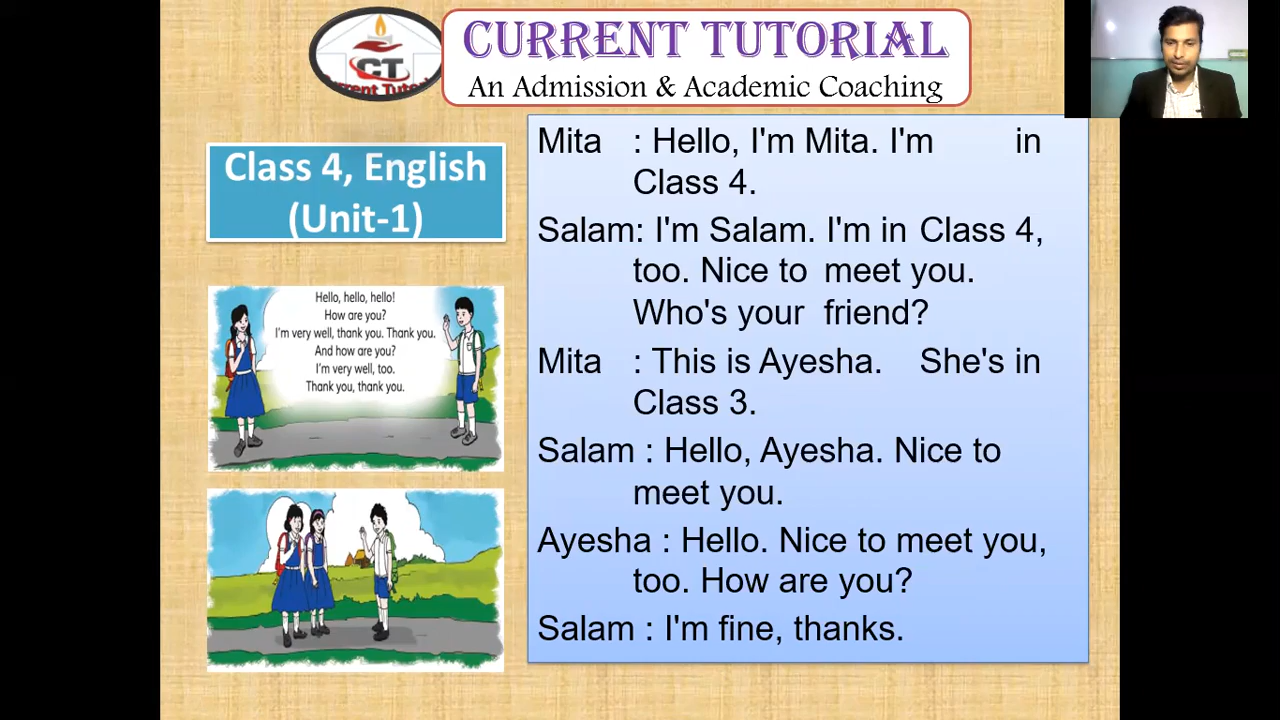 CT
Current Tutorial
CURRENT TUTORIAL
An Admission & Academic Coaching
Class 4, English
(Unit-1)
Hello, hello, hello!
How are you?
I'm very well, thank you. Thank you.
And how are you?
I'm very well, too.
Thank you, thank you.
Mita : Hello, I'm Mita. I'm in
Class 4.
Salam: I'm Salam. I'm in Class 4,
too. Nice to meet you.
Who's your friend?
Mita : This is Ayesha. She's in
Class 3.
Salam : Hello, Ayesha. Nice to
meet you.
Ayesha : Hello. Nice to meet you,
too. How are you?
Salam : I'm fine, thanks.